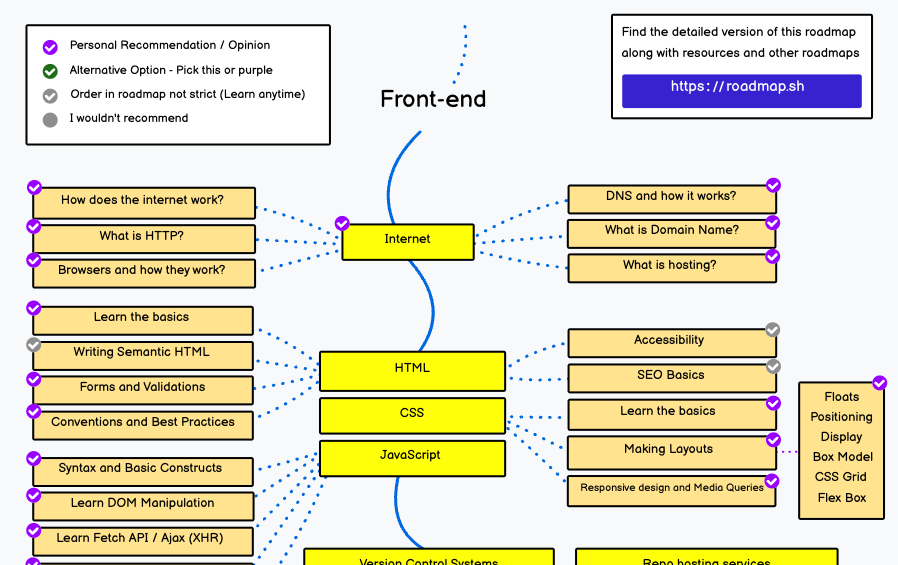 Personal Recommendation / Opinion
Alternative Option - Pick this or purple
Order in roadmap not strict (Learn anytime)
I wouldn't recommend
Find the detailed version of this roadmap
along with resources and other roadmaps
https://roadmap.sh
Front-end
How does the internet work?
What is HTTP?
Browsers and how they work?
Internet
DNS and how it works?
What is Domain Name?
What is hosting?
Learn the basics
Writing Semantic HTML
Forms and Validations
Conventions and Best Practices
HTML
CSS
JavaScript
Accessibility
SEO Basics
Learn the basics
Making Layouts
Responsive design and Media Queries
Floats
Positioning
Display
Box Model
CSS Grid
Flex Box
Syntax and Basic Constructs
Learn DOM Manipulation
Learn Fetch API / Ajax (XHR)
Version Control Systems
Repo hosting services